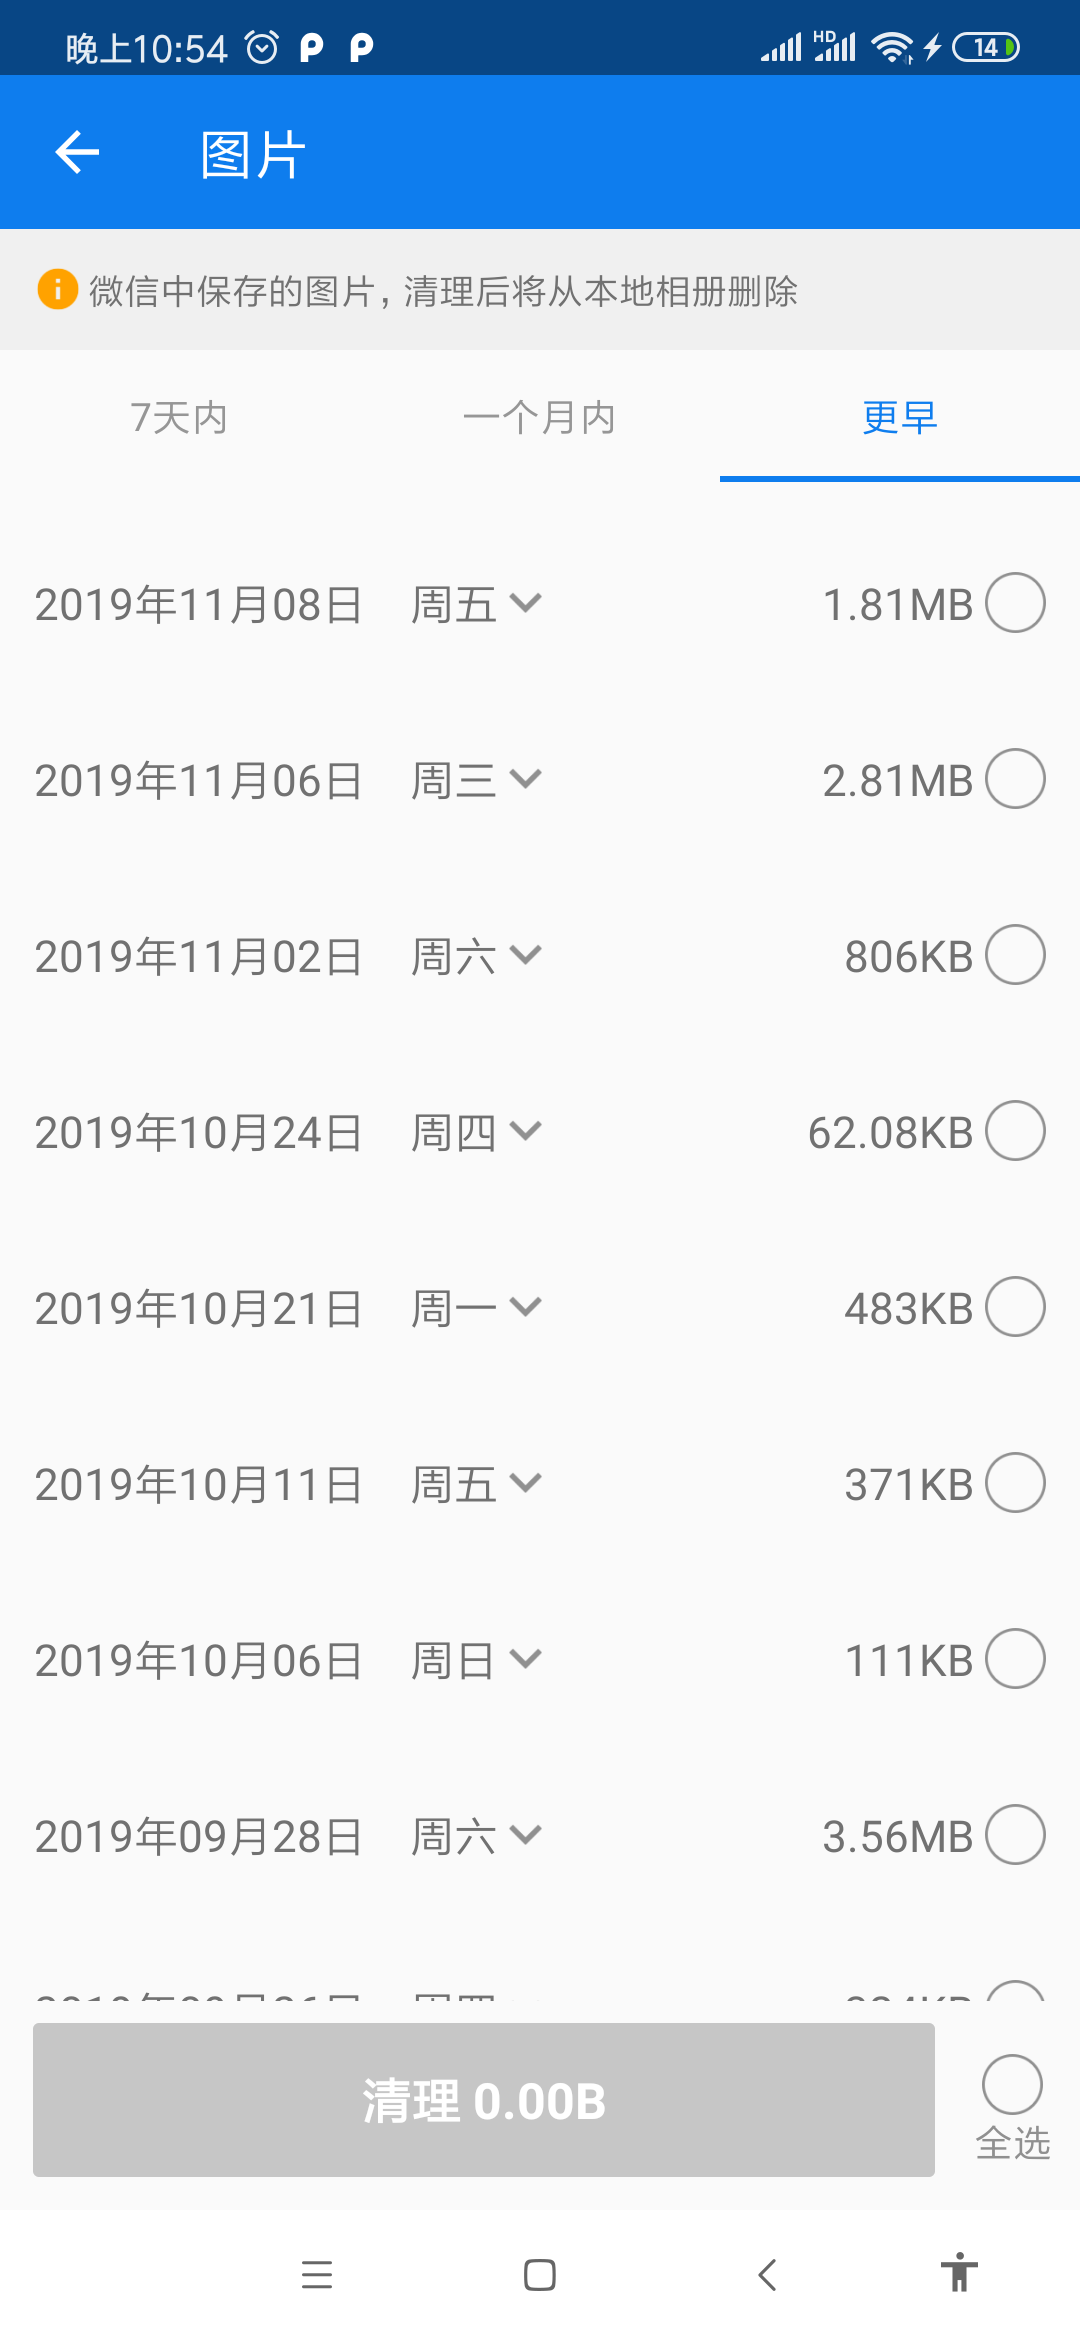 晚上10:54 HD 14
图片
微信中保存的图片, 清理后将从本地相册删除
7天内 一个月内 更早
2019年11月08日 周五 1.81MB
2019年11月06日 周三 2.81MB
2019年11月02日 周六 806KB
2019年10月24日 周四 62.08KB
2019年10月21日 周一 483KB
2019年10月11日 周五 371KB
2019年10月06日 周日 111KB
2019年09月28日 周六 3.56MB
清理 0.00B
全选